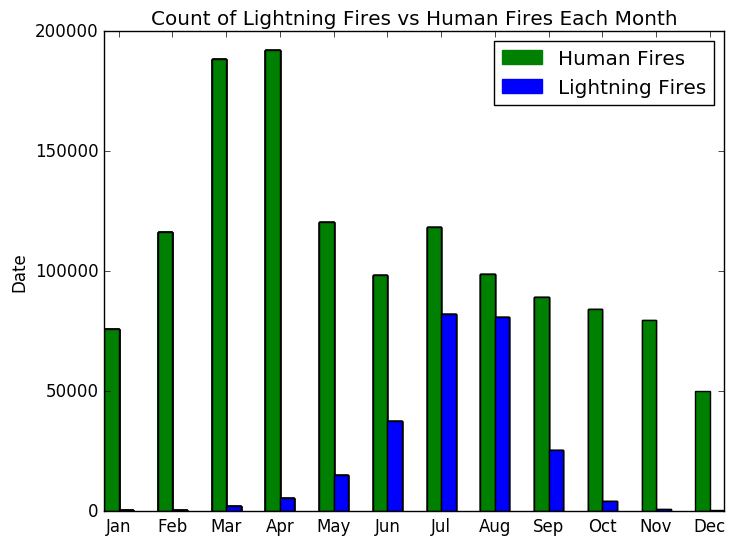 Count of Lightning Fires vs Human Fires Each Month
Human Fires
Lightning Fires
200000
150000
100000
50000
0
Date
Jan Feb Mar Apr May Jun Jul Aug Sep Oct Nov Dec